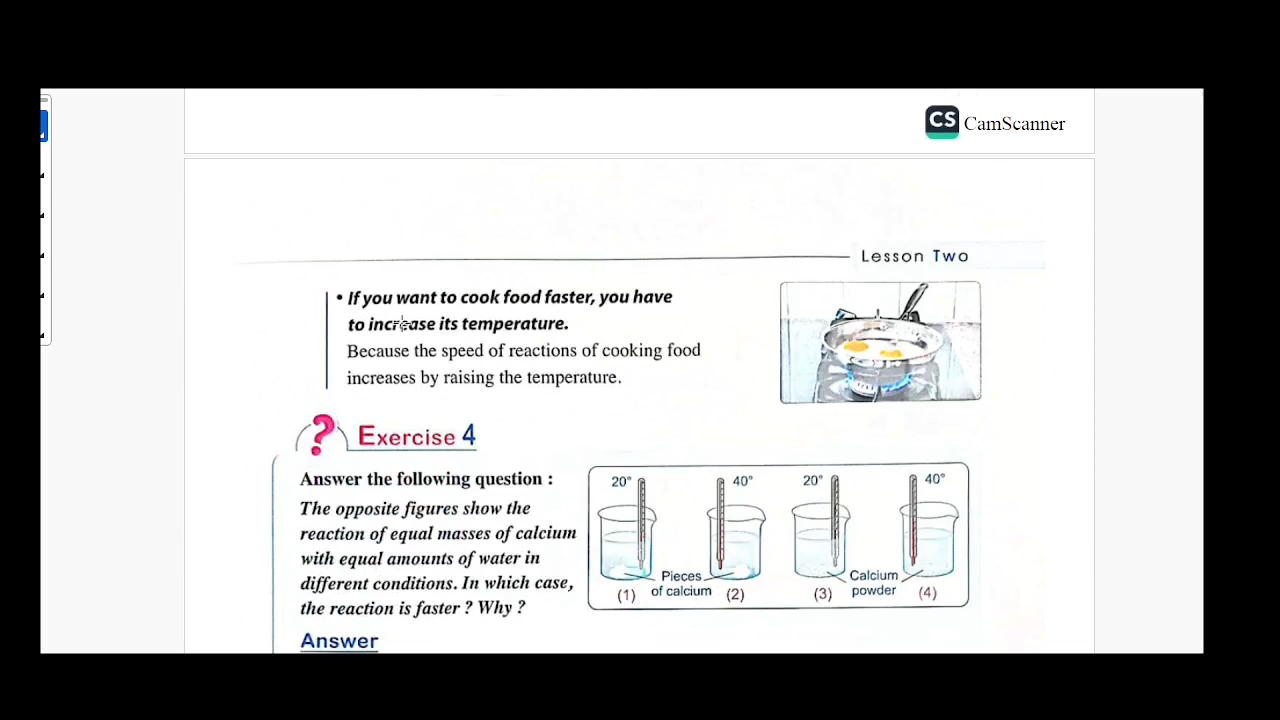 CS CamScanner
Lesson Two
• If you want to cook food faster, you have
to increase its temperature.
Because the speed of reactions of cooking food
increases by raising the temperature.
? Exercise 4
Answer the following question :
The opposite figures show the
reaction of equal masses of calcium
with equal amounts of water in
different conditions. In which case,
the reaction is faster ? Why ?
20° 40° 20° 40°
Pieces
of calcium
Calcium
powder
(1) (2) (3) (4)
Answer